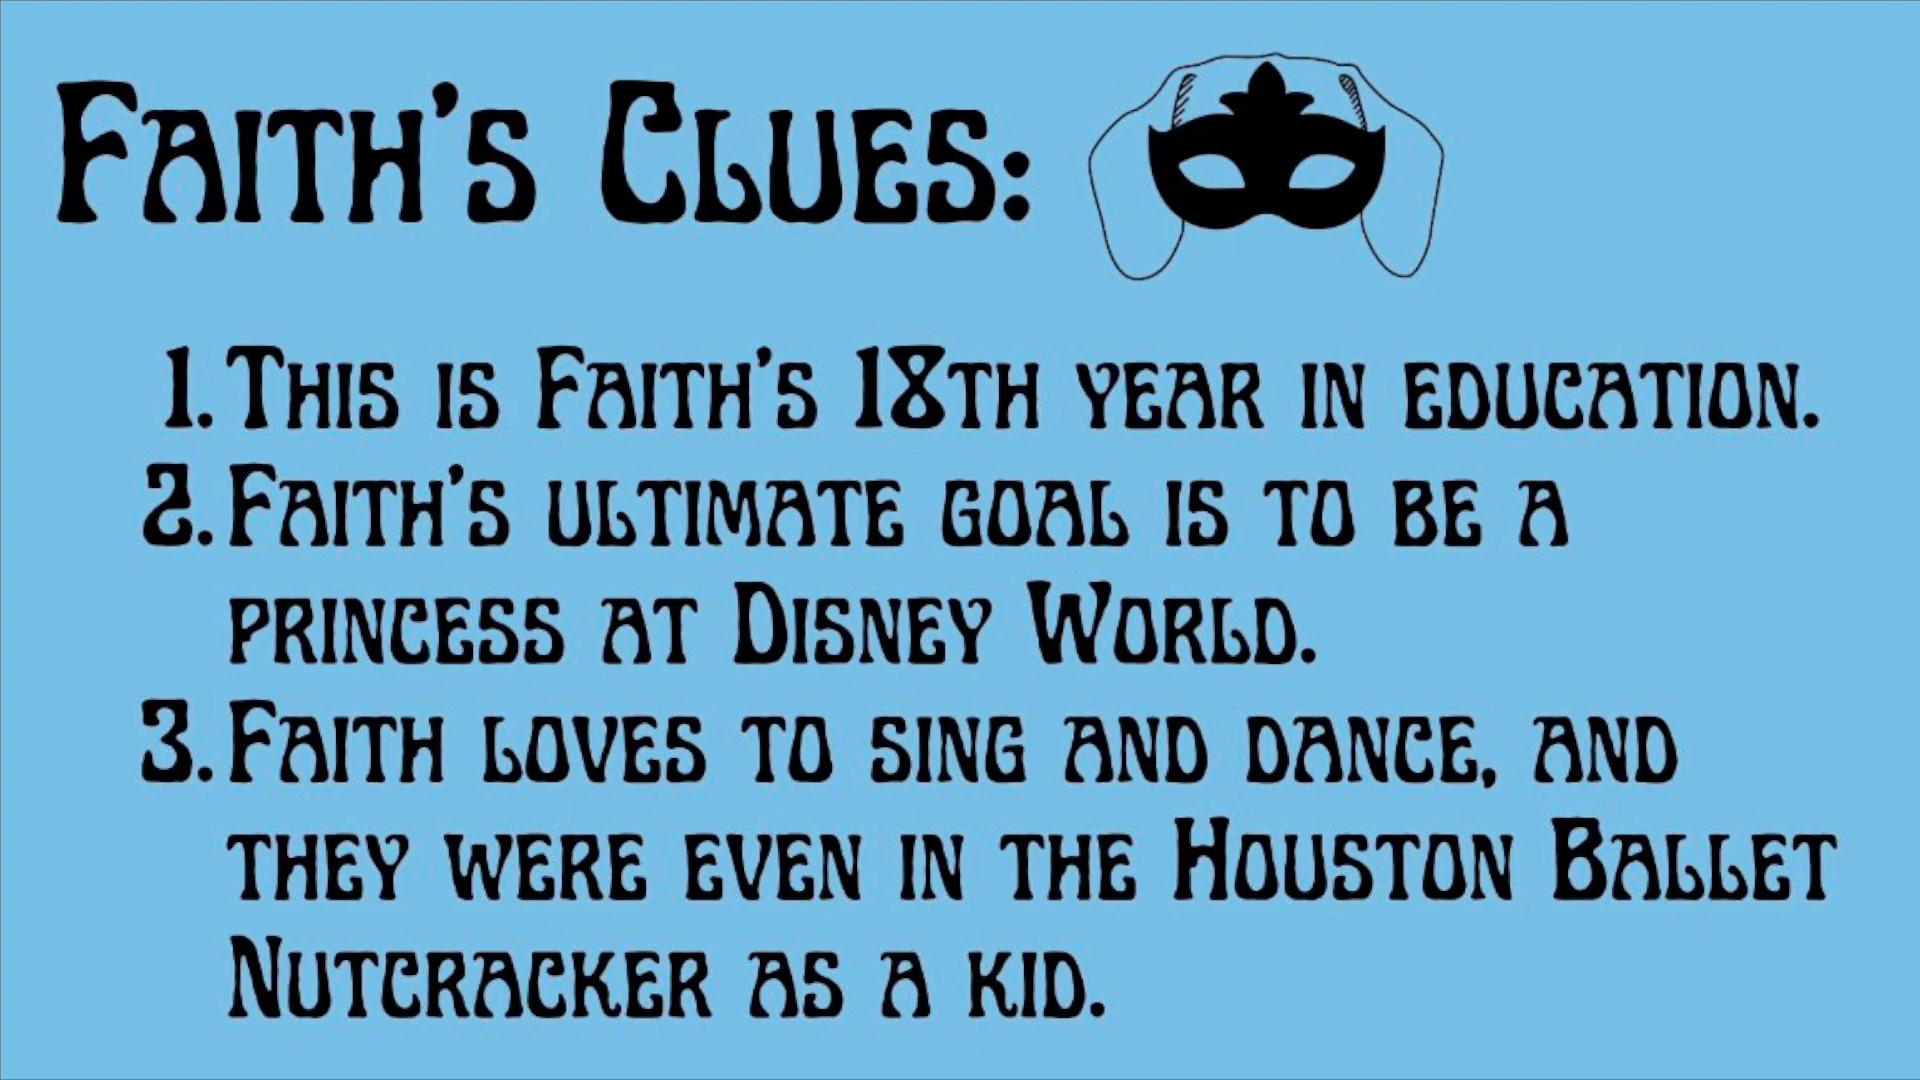 Faith's Clues:
1. This is Faith's 18th year in education.
2. Faith's ultimate goal is to be a
princess at Disney World.
3. Faith loves to sing and dance, and
they were even in the Houston Ballet
Nutcracker as a kid.